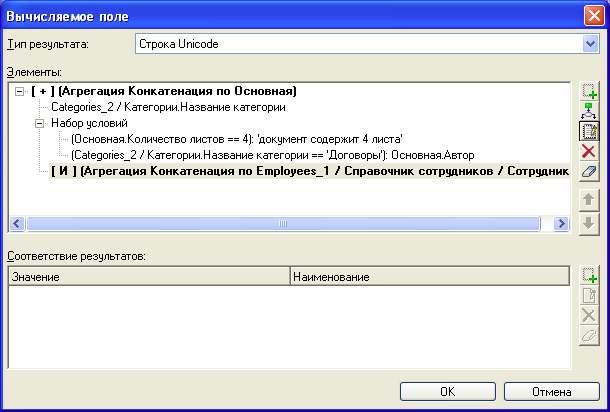 Вычисляемое поле
Тип результата: Строка Unicode
Элементы:
[ + ] (Агрегация Конкатенация по Основная)
Categories_2 / Категории.Название категории
Набор условий
(Основная.Количество листов == 4): 'документ содержит 4 листа'
(Categories_2 / Категории.Название категории == 'Договоры'): Основная.Автор
[ И ] (Агрегация Конкатенация по Employees_1 / Справочник сотрудников / Сотрудник
Соответствие результатов:
Значение Наименование
OK Отмена